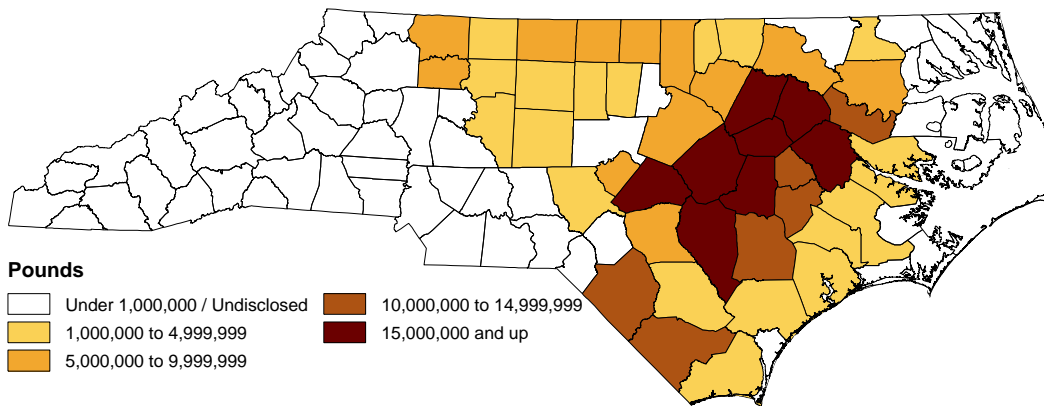 Pounds
Under 1,000,000 / Undisclosed
1,000,000 to 4,999,999
5,000,000 to 9,999,999
10,000,000 to 14,999,999
15,000,000 and up